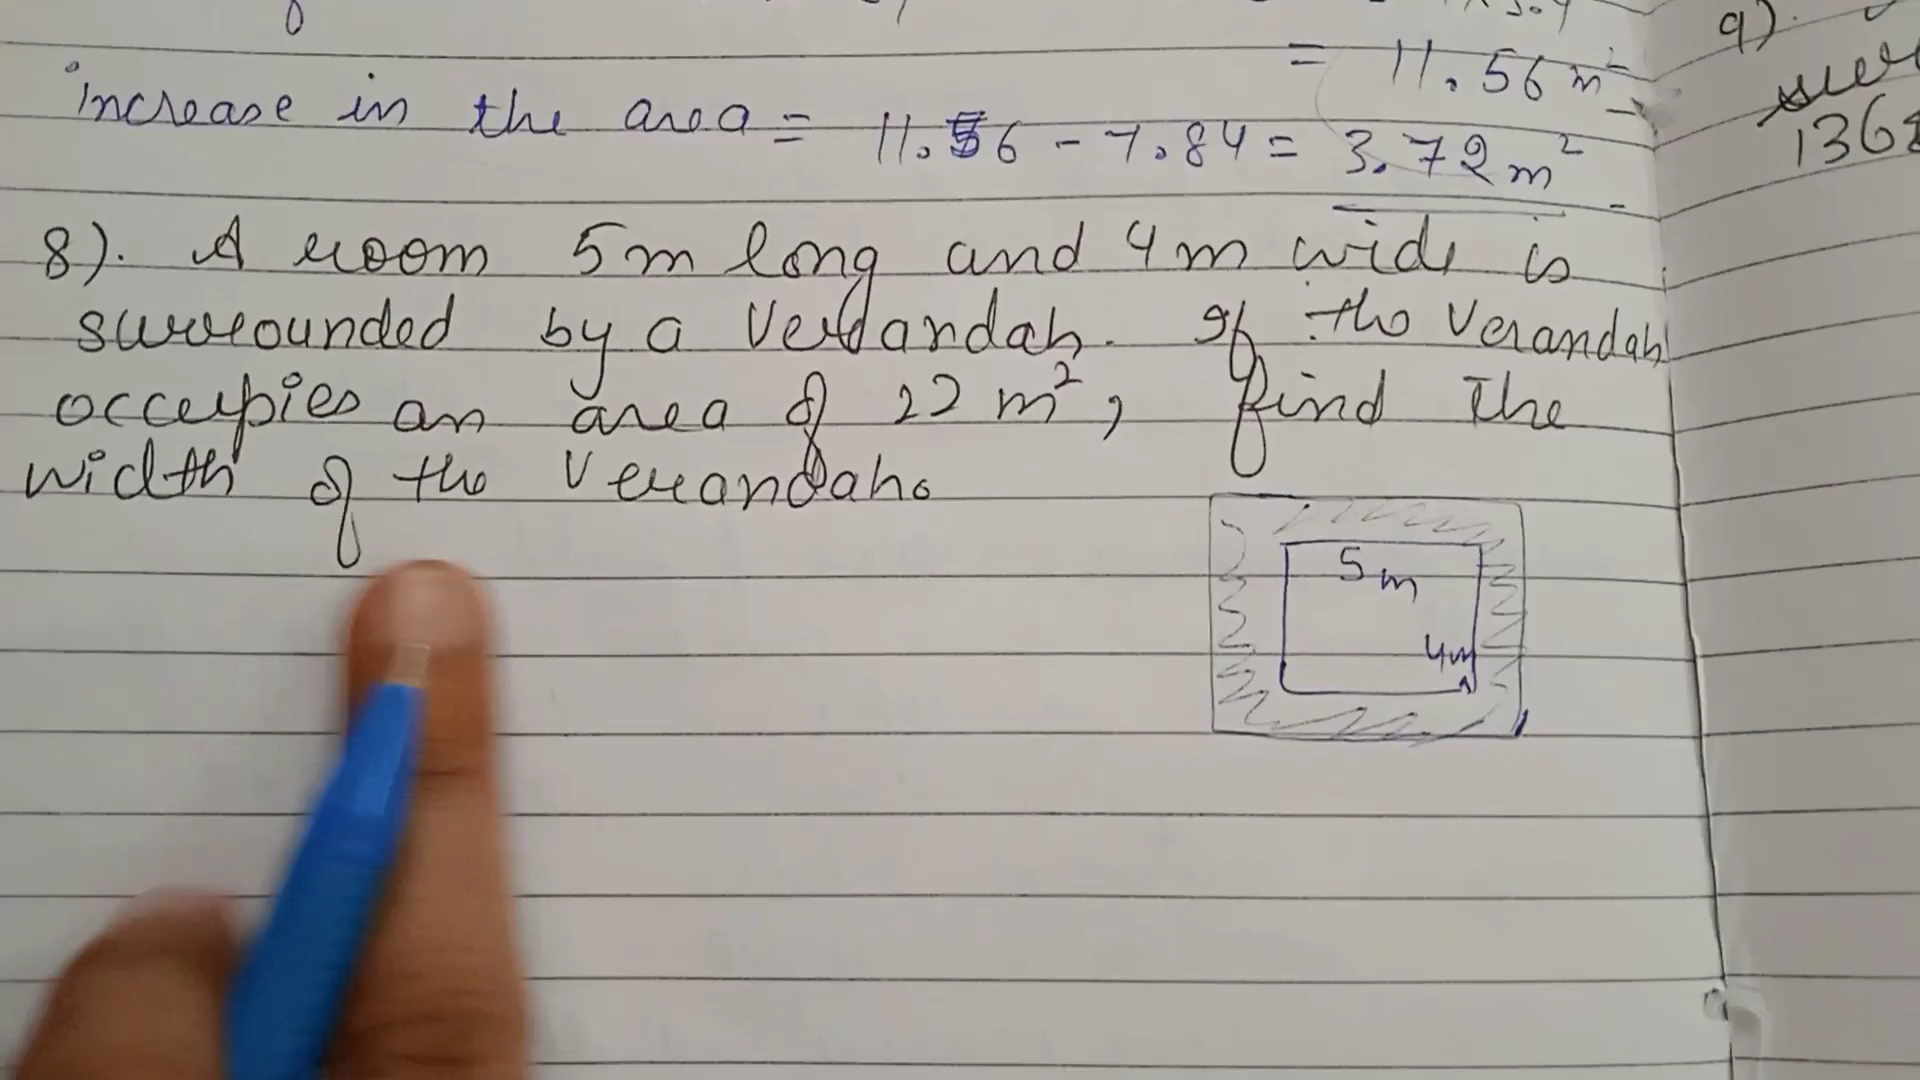 = 11.56 m²
increase in the area = 11.56 - 7.84 = 3.72 m²
8). A room 5m long and 4m wide is
surrounded by a Verandah. If the Verandah
occupies an area of 22 m², find the
width of the Verandah.
5m
4m
9).
136